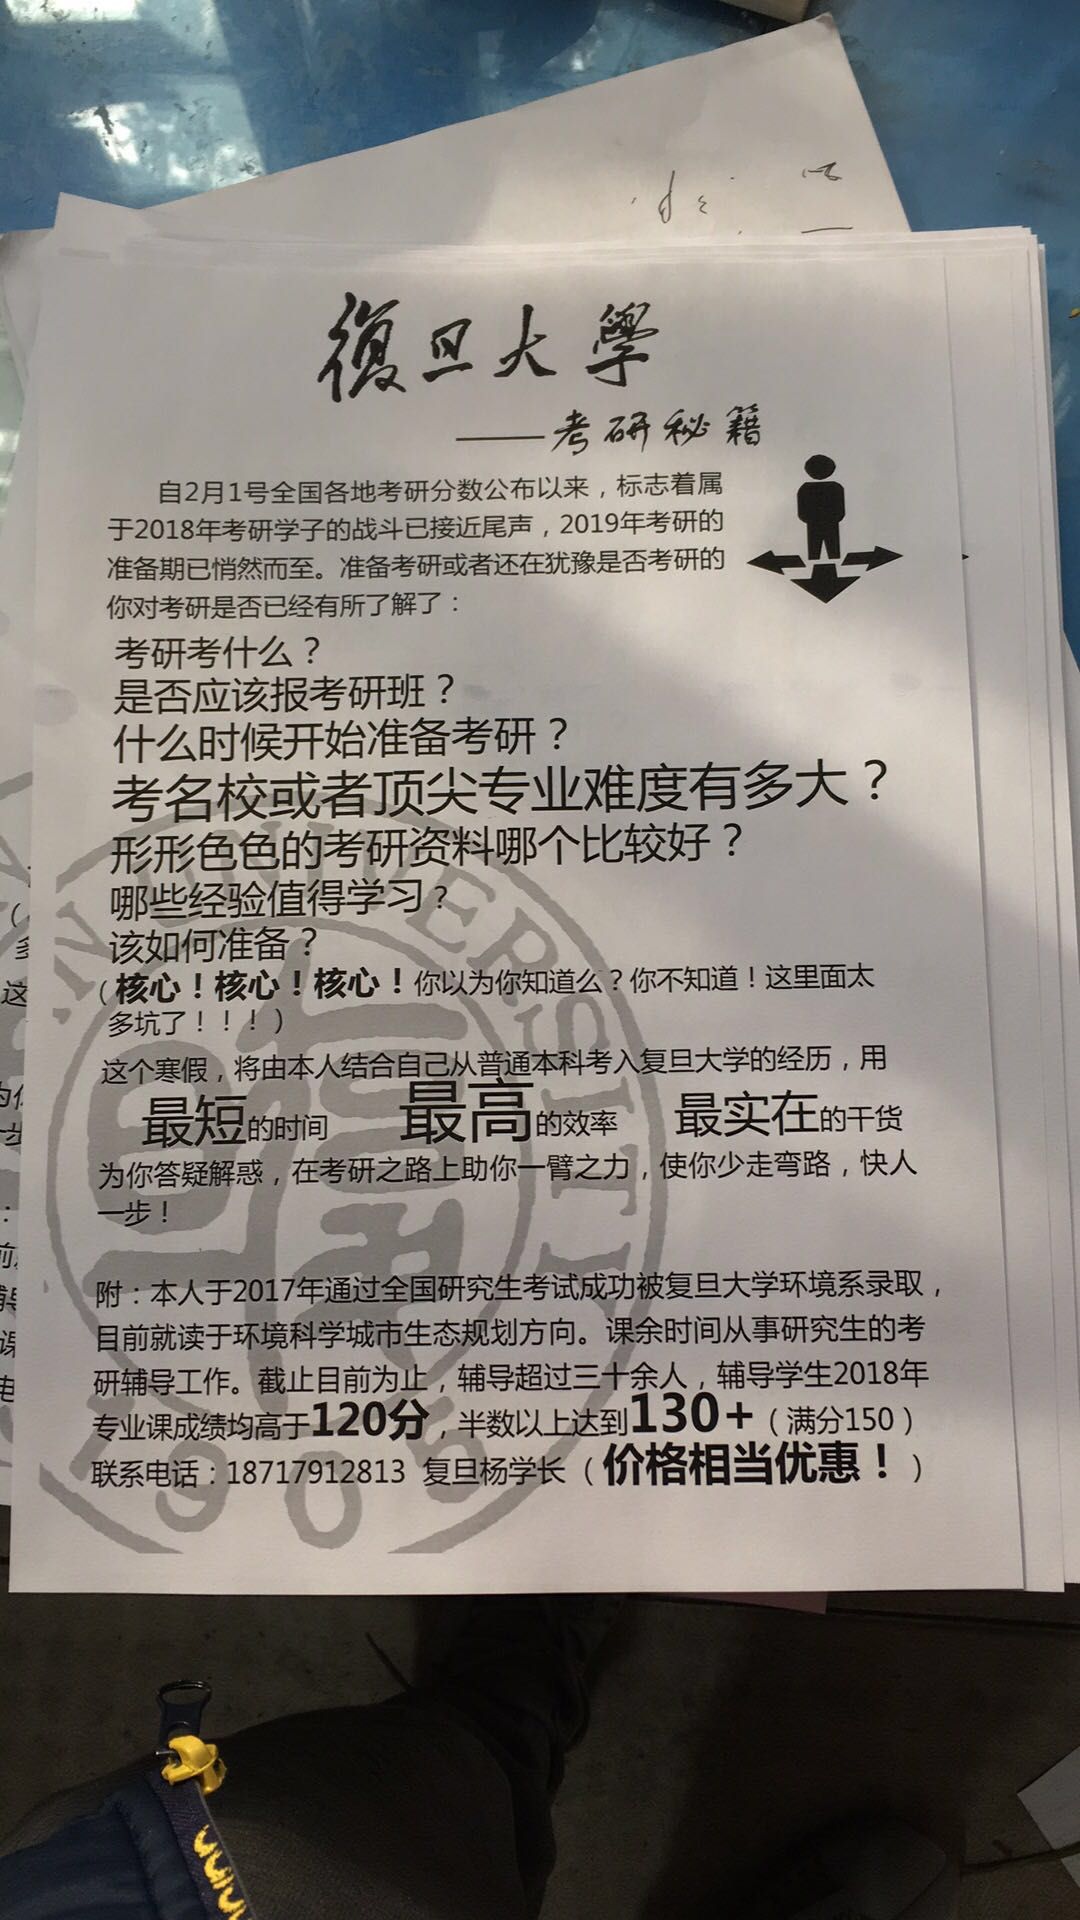 復旦大學
——考研秘籍
自2月1号全国各地考研分数公布以来，标志着属
于2018年考研学子的战斗已接近尾声，2019年考研的
准备期已悄然而至。准备考研或者还在犹豫是否考研的
你对考研是否已经有所了解了：
考研考什么？
是否应该报考研班？
什么时候开始准备考研？
考名校或者顶尖专业难度有多大？
形形色色的考研资料哪个比较好？
哪些经验值得学习？
该如何准备？
（核心！核心！核心！你以为你知道么？你不知道！这里面太
多坑了！！！）
这个寒假，将由本人结合自己从普通本科考入复旦大学的经历，用
最短的时间 最高的效率 最实在的干货
为你答疑解惑，在考研之路上助你一臂之力，使你少走弯路，快人
一步！
附：本人于2017年通过全国研究生考试成功被复旦大学环境系录取，
目前就读于环境科学城市生态规划方向。课余时间从事研究生的考
研辅导工作。截止目前为止，辅导超过三十余人，辅导学生2018年
专业课成绩均高于120分，半数以上达到130+（满分150）
联系电话：18717912813 复旦杨学长（价格相当优惠！）